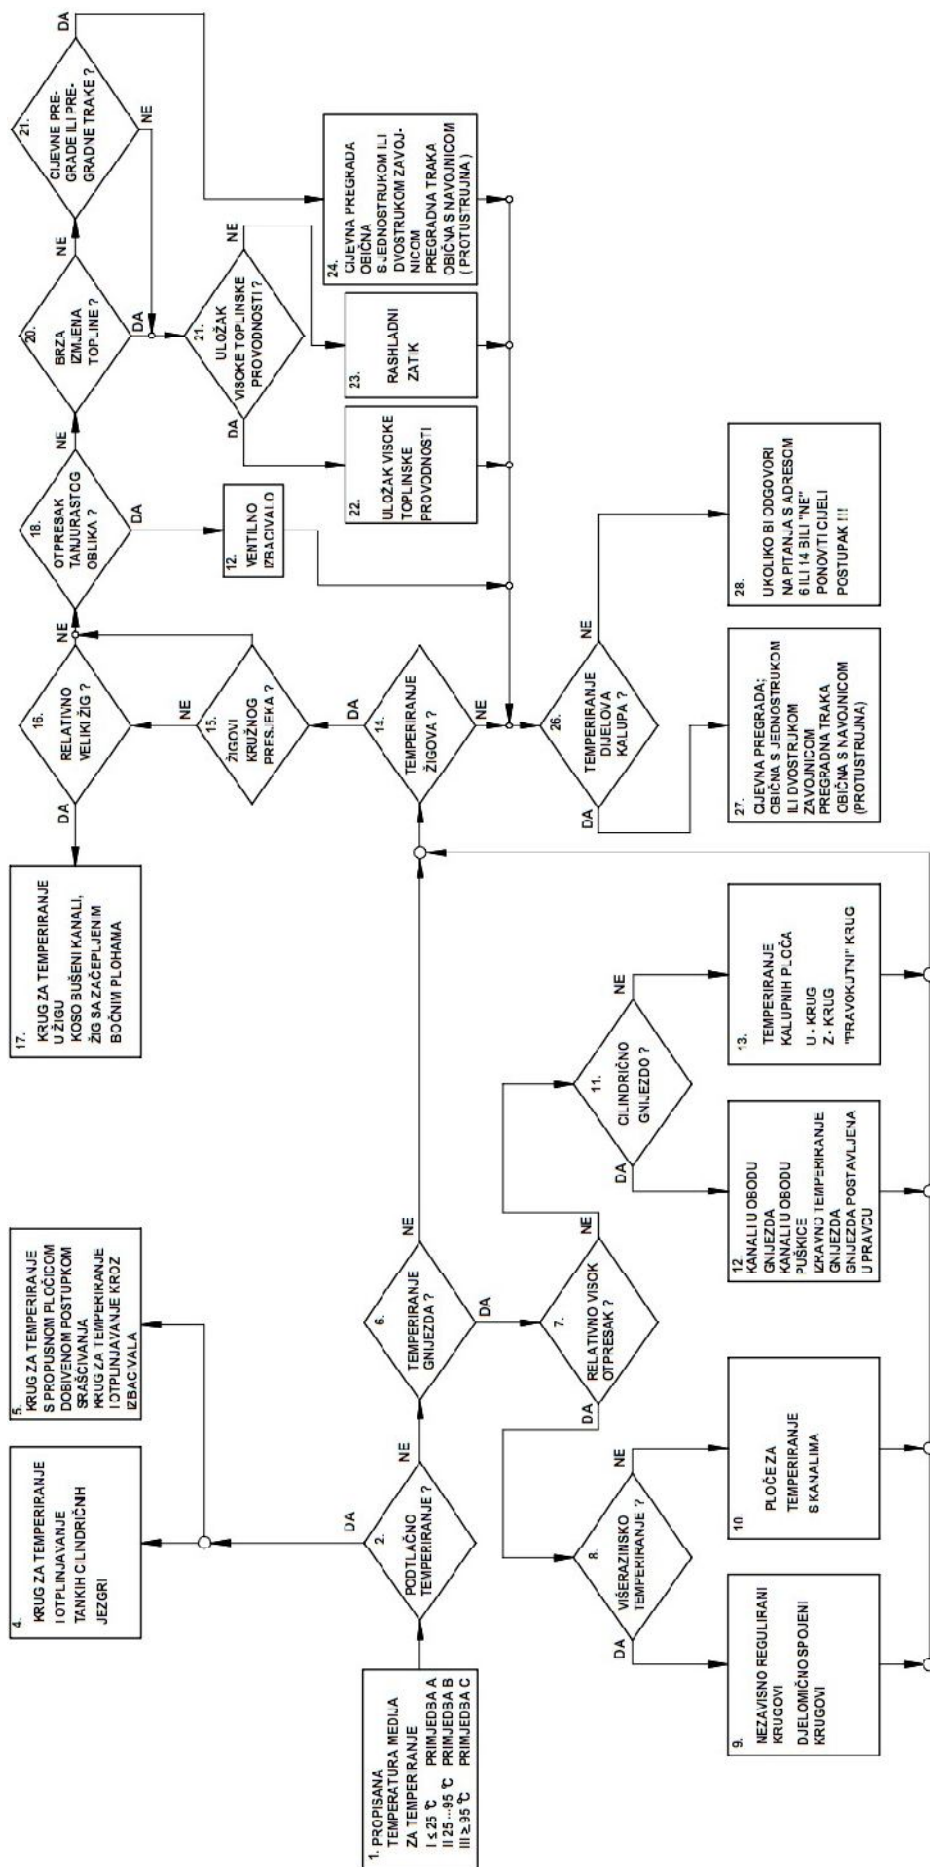 1. PROPISANA
TEMPERATURA MEDIJA
ZA TEMPERIRANJE
I ≤ 25 °C PRIMJEDBA A
II 25...95 °C PRIMJEDBA B
III ≥ 95 °C PRIMJEDBA C
2.
PODTLAČNO
TEMPERIRANJE ?
DA
NE
4.
KRUG ZA TEMPERIRANJE
I OTPLINJAVANJE
TANKIH CILINDRIČNIH
JEZGRI
5.
KRUG ZA TEMPERIRANJE
S PROPUSNOM PLOČICOM
DOBIVENOM POSTUPKOM
SRAŠĆIVANJA
KRUG ZA TEMPERIRANJE
I OTPLINJAVANJE KROZ
IZBACIVALA
6.
TEMPERIRANJE
GNIJEZDA ?
NE
DA
7.
RELATIVNO VISOK
OTPRESAK ?
DA
NE
8.
VIŠERAZINSKO
TEMPERIRANJE ?
DA
NE
9.
NEZAVISNO REGULIRANI
KRUGOVI
DJELOMIČNO SPOJENI
KRUGOVI
10
PLOČE ZA
TEMPERIRANJE
S KANALIMA
11.
CILINDRIČNO
GNIJEZDO ?
DA
NE
12.
KANALI U OBODU
GNIJEZDA
KANALI U OBODU
PUŠKICE
IZRAVNO TEMPERIRANJE
GNIJEZDA
GNIJEZDA POSTAVLJENA
U PRAVCU
13.
TEMPERIRANJE
KALUPNIH PLOČA
U - KRUG
Z - KRUG
"PRAVOKUTNI" KRUG
14.
TEMPERIRANJE
ŽIGOVA ?
DA
NE
15.
ŽIGOVI
KRUŽNOG
PRESJEKA ?
NE
16.
RELATIVNO
VELIKI ŽIG ?
DA
NE
17.
KRUG ZA TEMPERIRANJE
U ŽIGU
KOSO BUŠENI KANALI,
ŽIG SA ZAČEPLJENIM
BOČNIM PLOHAMA
18.
OTPRESAK
TANJURASTOG
OBLIKA ?
NE
DA
12.
VENTILNO
IZBACIVALO
20.
BRZA
IZMJENA
TOPLINE ?
NE
DA
21.
CIJEVNE PRE-
GRADE ILI PRE-
GRADNE TRAKE ?
DA
NE
21.
ULOŽAK
VISOKE TOPLINSKE
PROVODNOSTI ?
DA
NE
22.
ULOŽAK VISOKE
TOPLINSKE
PROVODNOSTI
23.
RASHLADNI
ZATIK
24.
CIJEVNA PREGRADA
OBIČNA
S JEDNOSTRUKOM ILI
DVOSTRUKOM ZAVOJ-
NICOM
PREGRADNA TRAKA
OBIČNA S NAVOJNICOM
( PROTUSTRUJNA )
26.
TEMPERIRANJE
DIJELOVA
KALUPA ?
DA
NE
27.
CIJEVNA PREGRADA;
OBIČNA S JEDNOSTRUKOM
ILI DVOSTRUKOM
ZAVOJNICOM
PREGRADNA TRAKA
OBIČNA S NAVOJNICOM
(PROTUSTRUJNA)
28.
UKOLIKO BI ODGOVORI
NA PITANJA S ADRESOM
6 ILI 14 BILI "NE"
PONOVITI CIJELI
POSTUPAK !!!